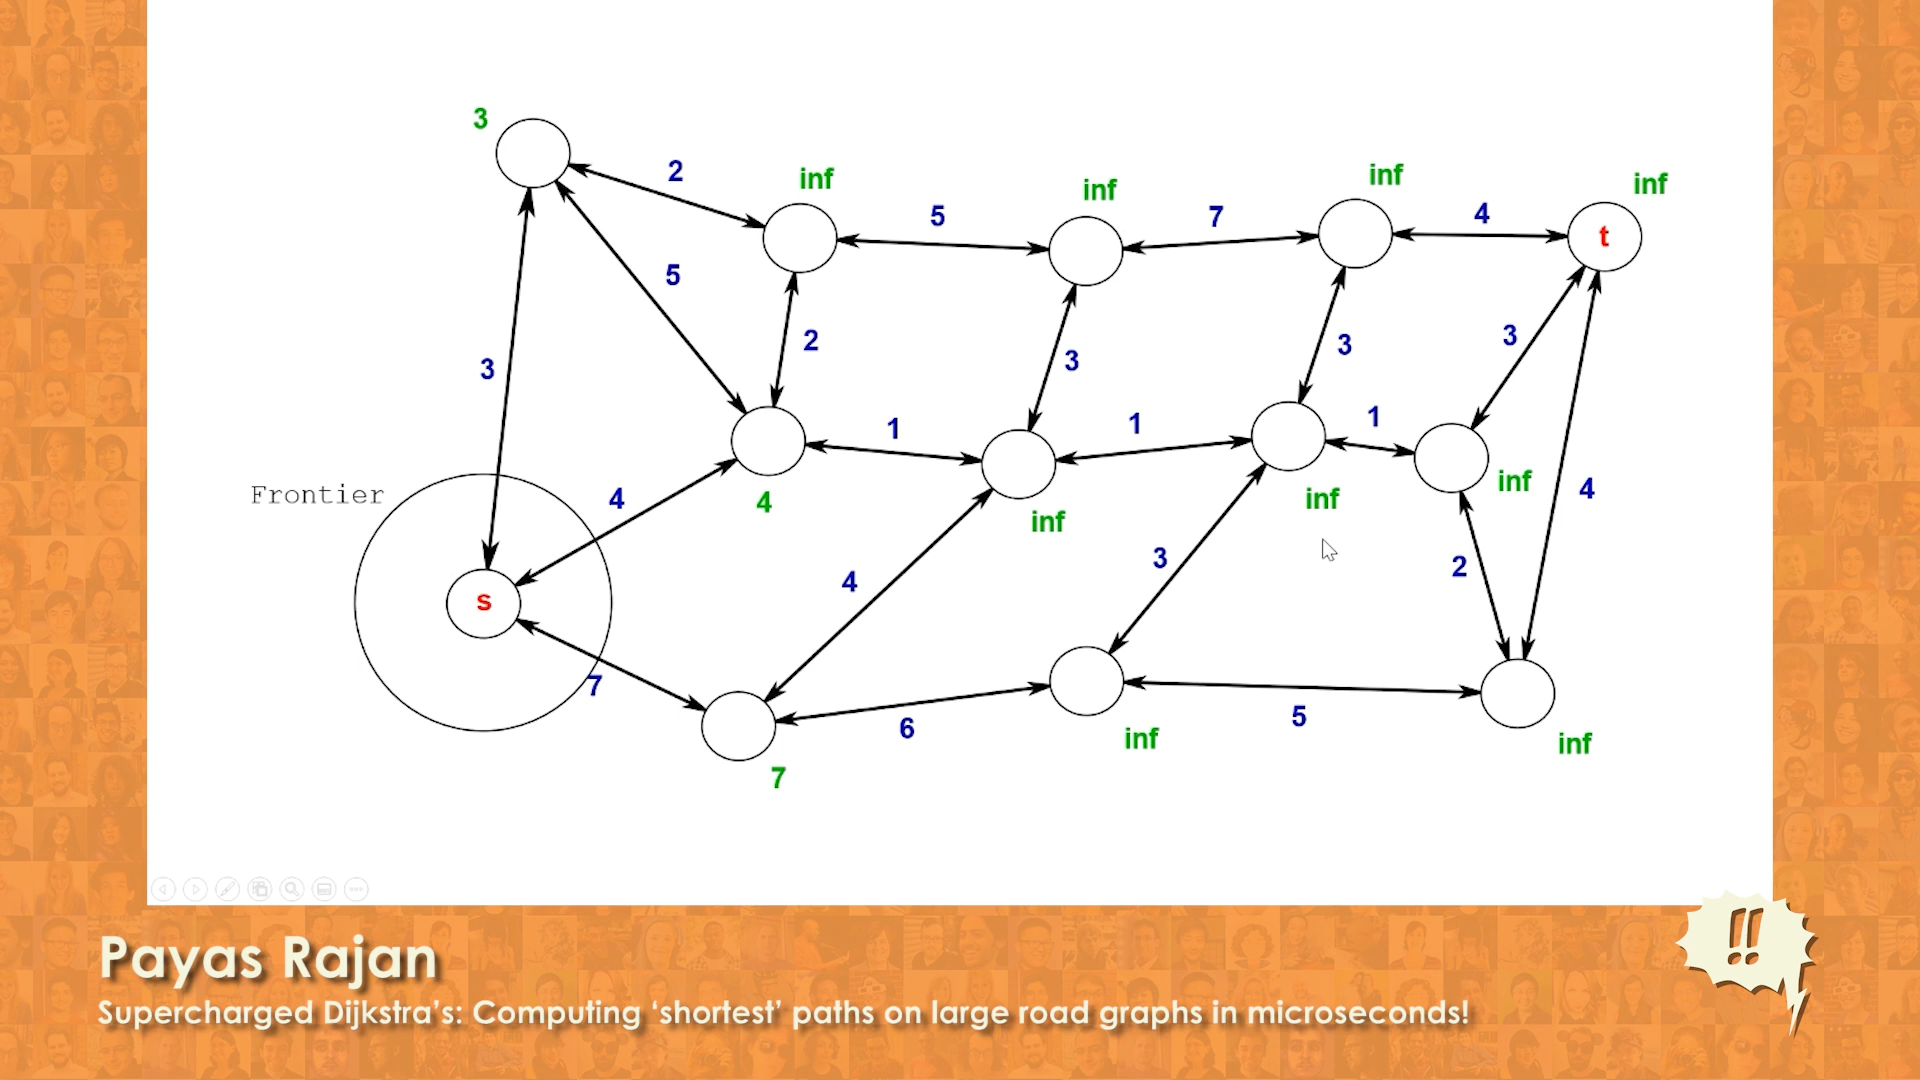 3
2
inf
inf
inf
inf
5
7
4
t
5
2
3
3
3
3
1
1
1
Frontier
4
4
inf
inf
inf
4
s
4
3
2
7
6
5
7
inf
inf
Payas Rajan
Supercharged Dijkstra's: Computing ‘shortest’ paths on large road graphs in microseconds!
!!